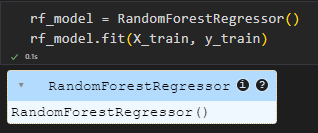 rf_model = RandomForestRegressor()
rf_model.fit(X_train, y_train)
✓ 0.1s
▾ RandomForestRegressor i ?
RandomForestRegressor()